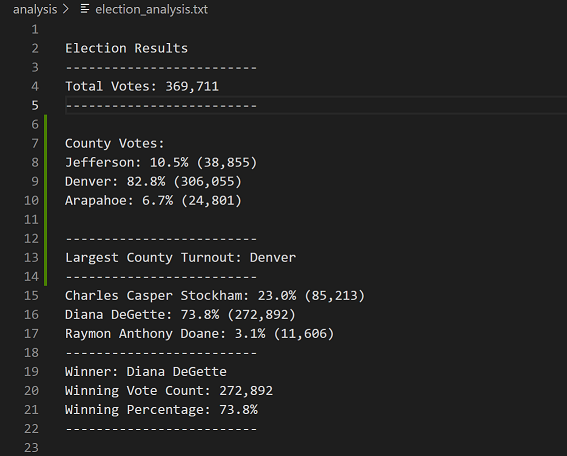 analysis > election_analysis.txt
1
2 Election Results
3 -------------------------
4 Total Votes: 369,711
5 -------------------------
6
7 County Votes:
8 Jefferson: 10.5% (38,855)
9 Denver: 82.8% (306,055)
10 Arapahoe: 6.7% (24,801)
11
12 -------------------------
13 Largest County Turnout: Denver
14 -------------------------
15 Charles Casper Stockham: 23.0% (85,213)
16 Diana DeGette: 73.8% (272,892)
17 Raymon Anthony Doane: 3.1% (11,606)
18 -------------------------
19 Winner: Diana DeGette
20 Winning Vote Count: 272,892
21 Winning Percentage: 73.8%
22 -------------------------
23